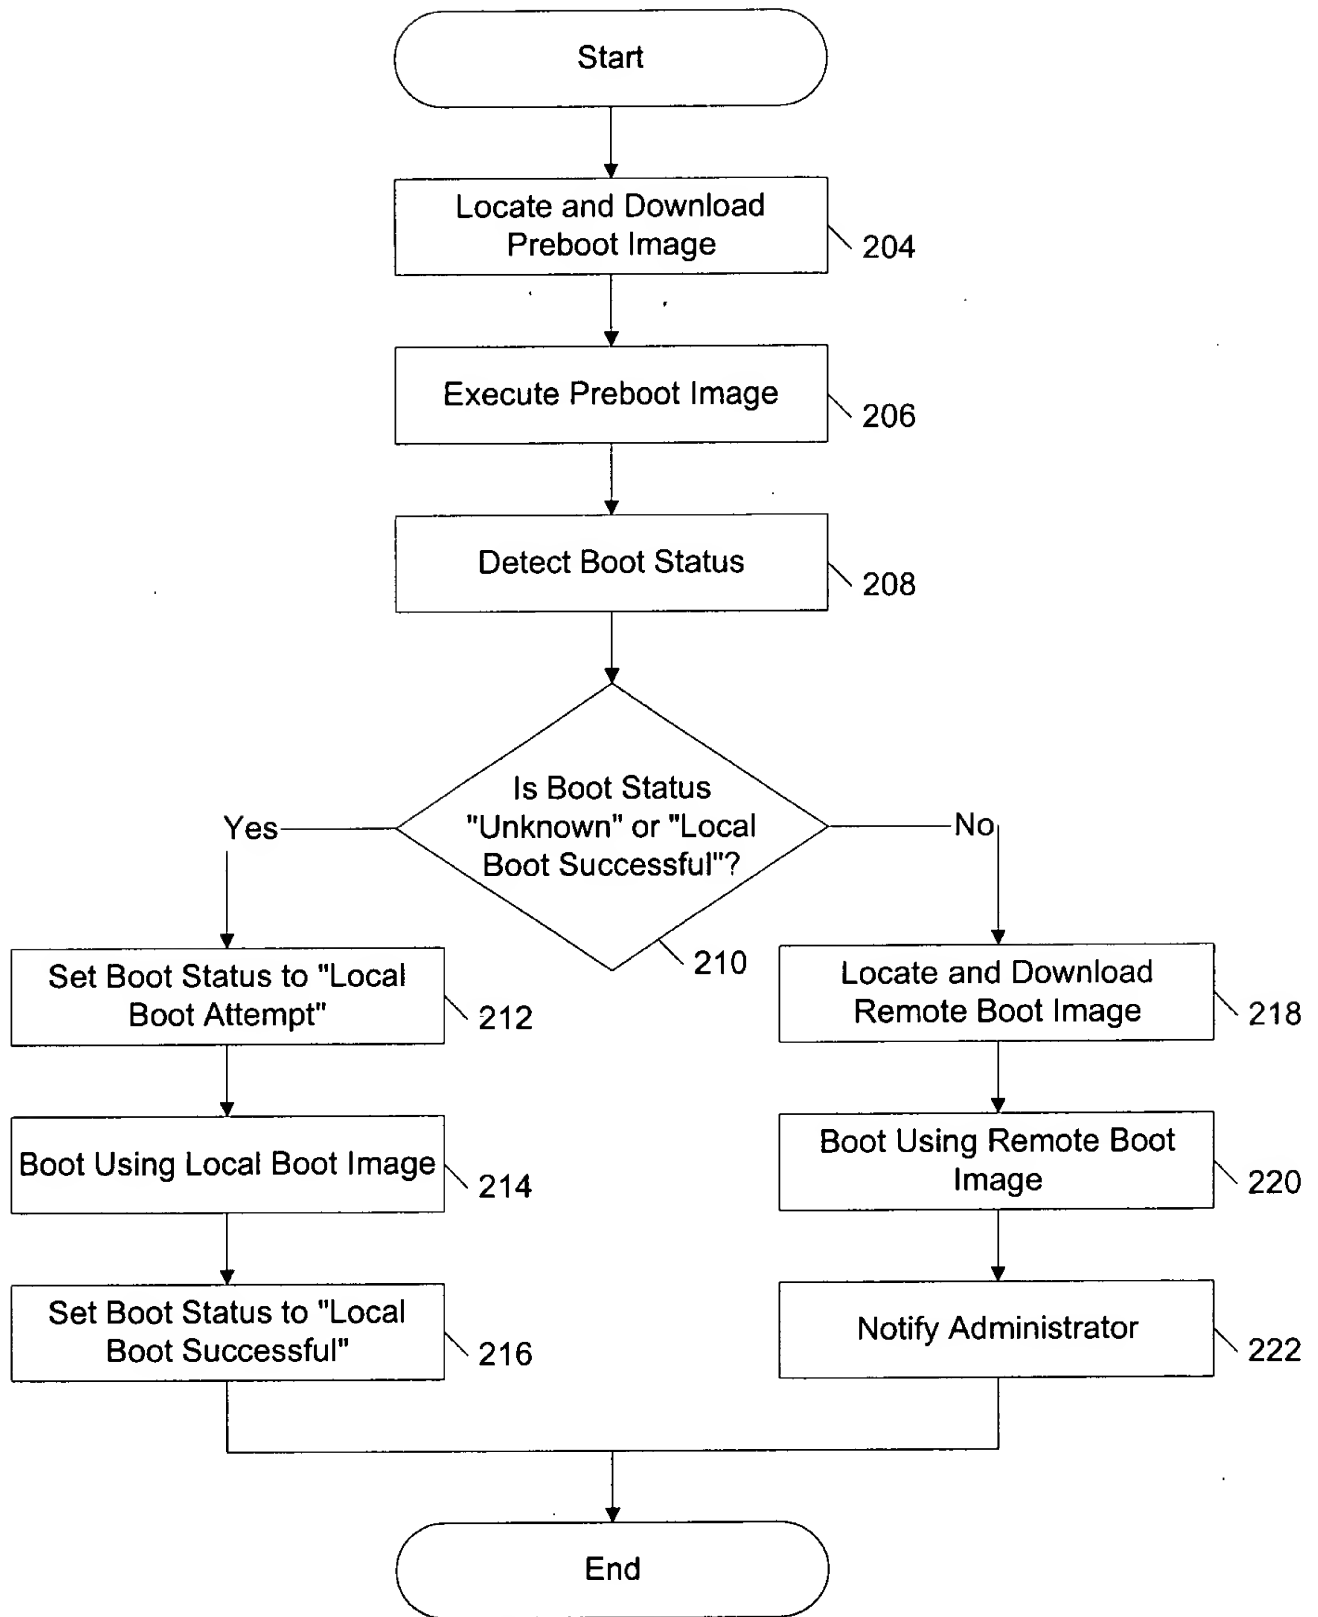 Start
Locate and Download
Preboot Image
204
Execute Preboot Image
206
Detect Boot Status
208
Is Boot Status
"Unknown" or "Local
Boot Successful"?
210
Yes
No
Set Boot Status to "Local
Boot Attempt"
212
Boot Using Local Boot Image
214
Set Boot Status to "Local
Boot Successful"
216
Locate and Download
Remote Boot Image
218
Boot Using Remote Boot
Image
220
Notify Administrator
222
End